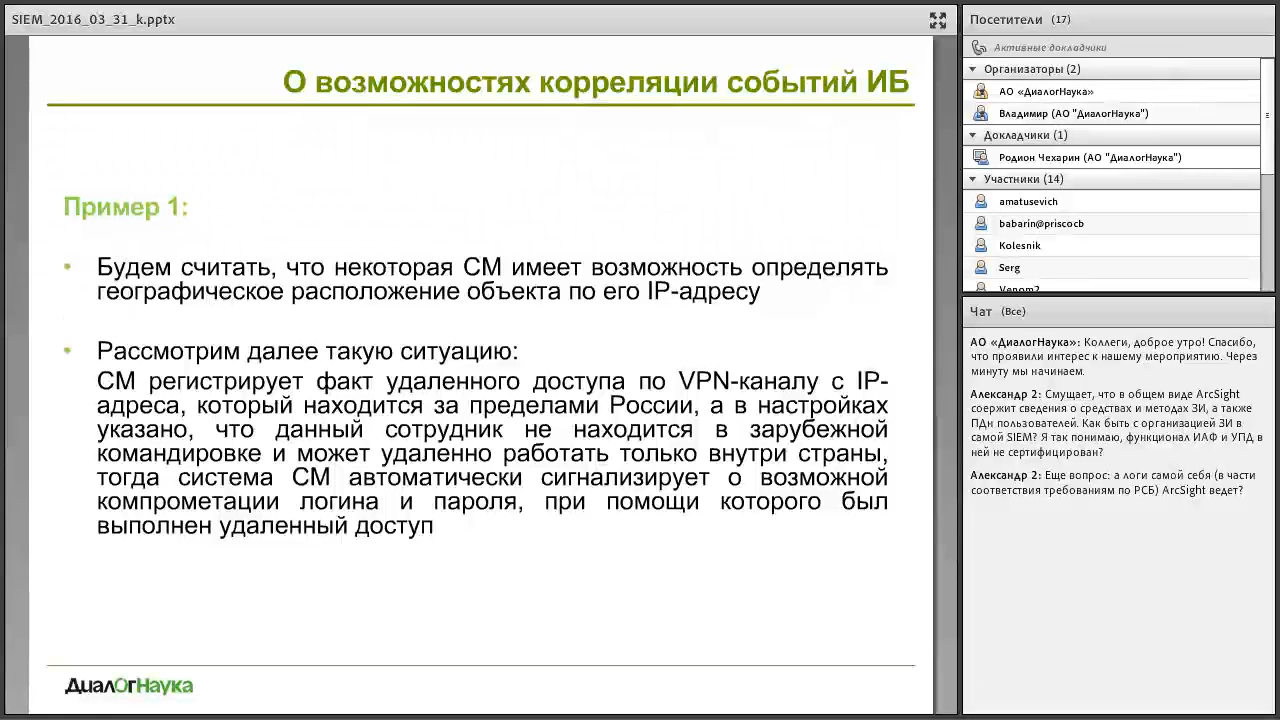 SIEM_2016_03_31_k.pptx
О возможностях корреляции событий ИБ
Пример 1:
• Будем считать, что некоторая СМ имеет возможность определять
географическое расположение объекта по его IP-адресу
• Рассмотрим далее такую ситуацию:
СМ регистрирует факт удаленного доступа по VPN-каналу с IP-
адреса, который находится за пределами России, а в настройках
указано, что данный сотрудник не находится в зарубежной
командировке и может удаленно работать только внутри страны,
тогда система СМ автоматически сигнализирует о возможной
компрометации логина и пароля, при помощи которого был
выполнен удаленный доступ
ДиалОгНаука
Посетители (17)
Активные докладчики
Организаторы (2)
АО «ДиалогНаука»
Владимир (АО "ДиалогНаука")
Докладчики (1)
Родион Чехарин (АО "ДиалогНаука")
Участники (14)
amatusevich
babarin@priscocb
Kolesnik
Serg
Venom2
Чат (Все)
АО «ДиалогНаука»: Коллеги, доброе утро! Спасибо,
что проявили интерес к нашему мероприятию. Через
минуту мы начинаем.
Александр 2: Смущает, что в общем виде ArcSight
соержит сведения о средствах и методах ЗИ, а также
ПДн пользователей. Как быть с организацией ЗИ в
самой SIEM? Я так понимаю, функционал ИАФ и УПД в
ней не сертифицирован?
Александр 2: Еще вопрос: а логи самой себя (в части
соответствия требованиям по РСБ) ArcSight ведет?